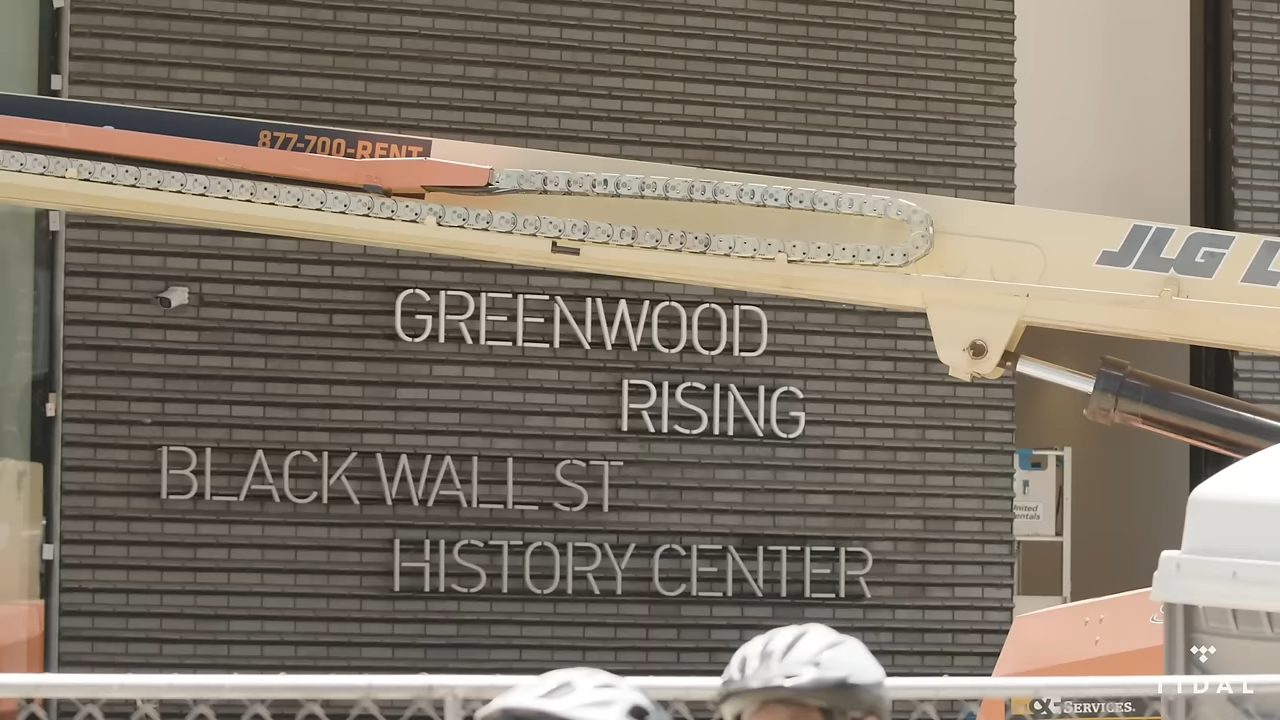 877-700-RENT
JLG
GREENWOOD
RISING
BLACK WALL ST
HISTORY CENTER
United
Rentals
TIDAL
& SERVICES.